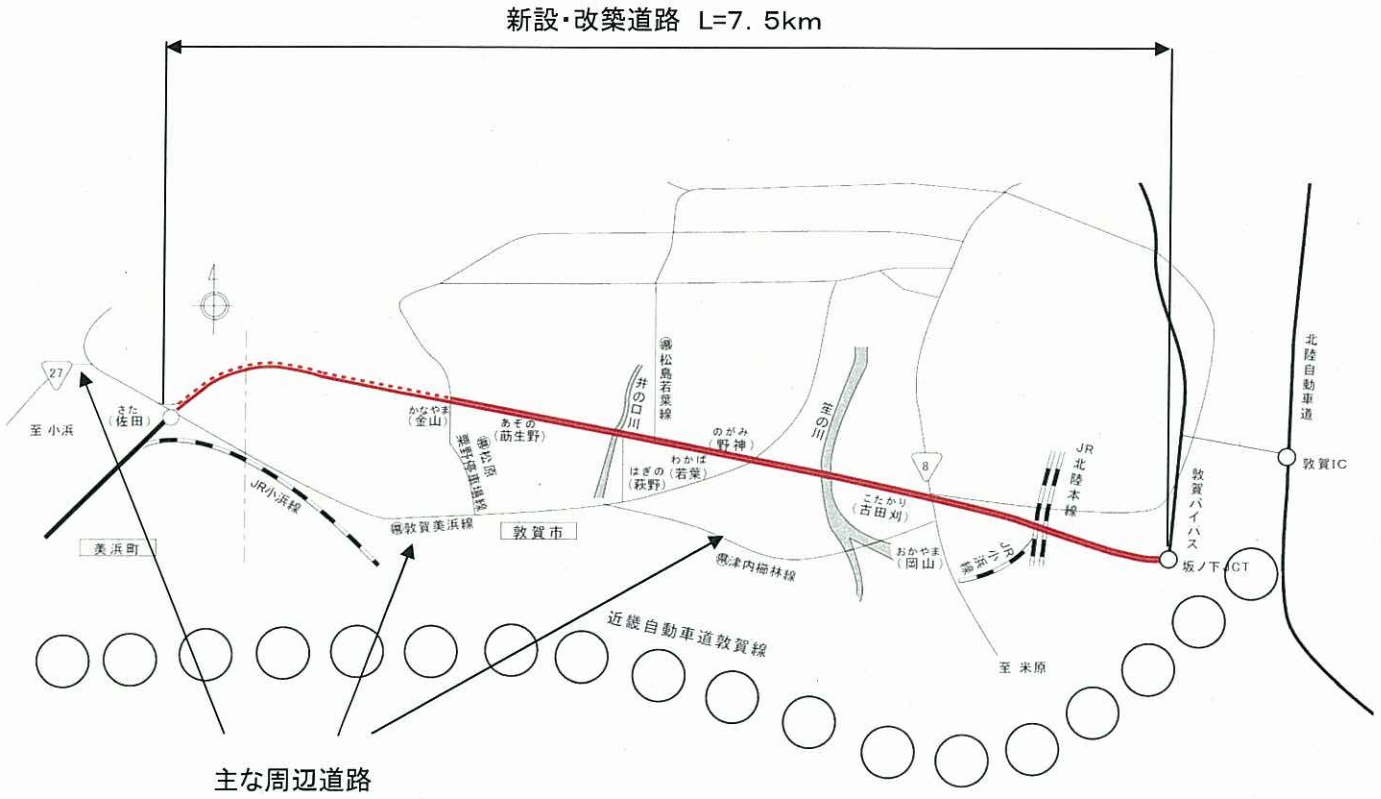 新設・改築道路 L=7.5km
27
至 小浜
さた
(佐田)
美浜町
JR小浜線
かなやま
(金山)
あその
(莇生野)
県松原
粟野停車場線
県敦賀美浜線
敦賀市
井の口川
県松島若葉線
はぎの
(萩野)
わかば
(若葉)
のがみ
(野神)
笙の川
県津内櫛林線
8
こたかり
(古田刈)
おかやま
(岡山)
JR小浜線
JR北陸本線
至 米原
敦賀バイパス
坂ノ下JCT
北陸自動車道
敦賀IC
近畿自動車道敦賀線
主な周辺道路